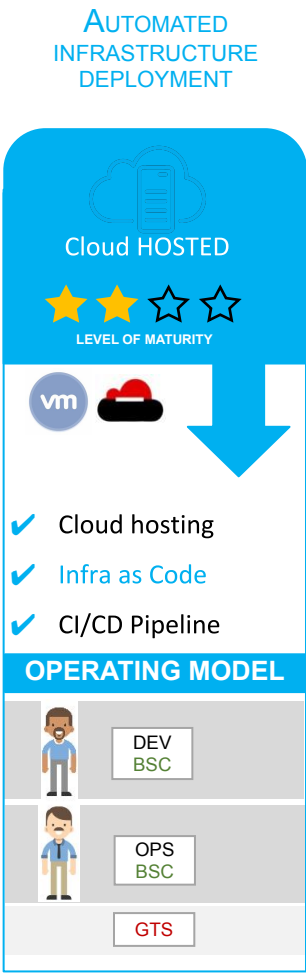 AUTOMATED
INFRASTRUCTURE
DEPLOYMENT
Cloud HOSTED
LEVEL OF MATURITY
vm
Cloud hosting
Infra as Code
CI/CD Pipeline
OPERATING MODEL
DEV
BSC
OPS
BSC
GTS